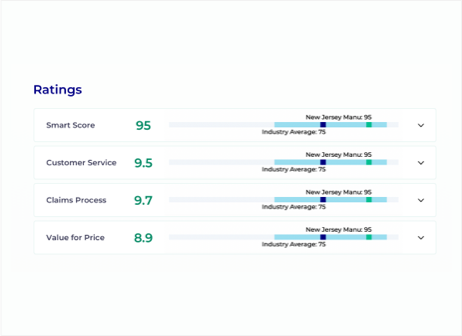 Ratings
New Jersey Manu: 95
Smart Score 95
Industry Average: 75
New Jersey Manu: 95
Customer Service 9.5
Industry Average: 75
New Jersey Manu: 95
Claims Process 9.7
Industry Average: 75
New Jersey Manu: 95
Value for Price 8.9
Industry Average: 75